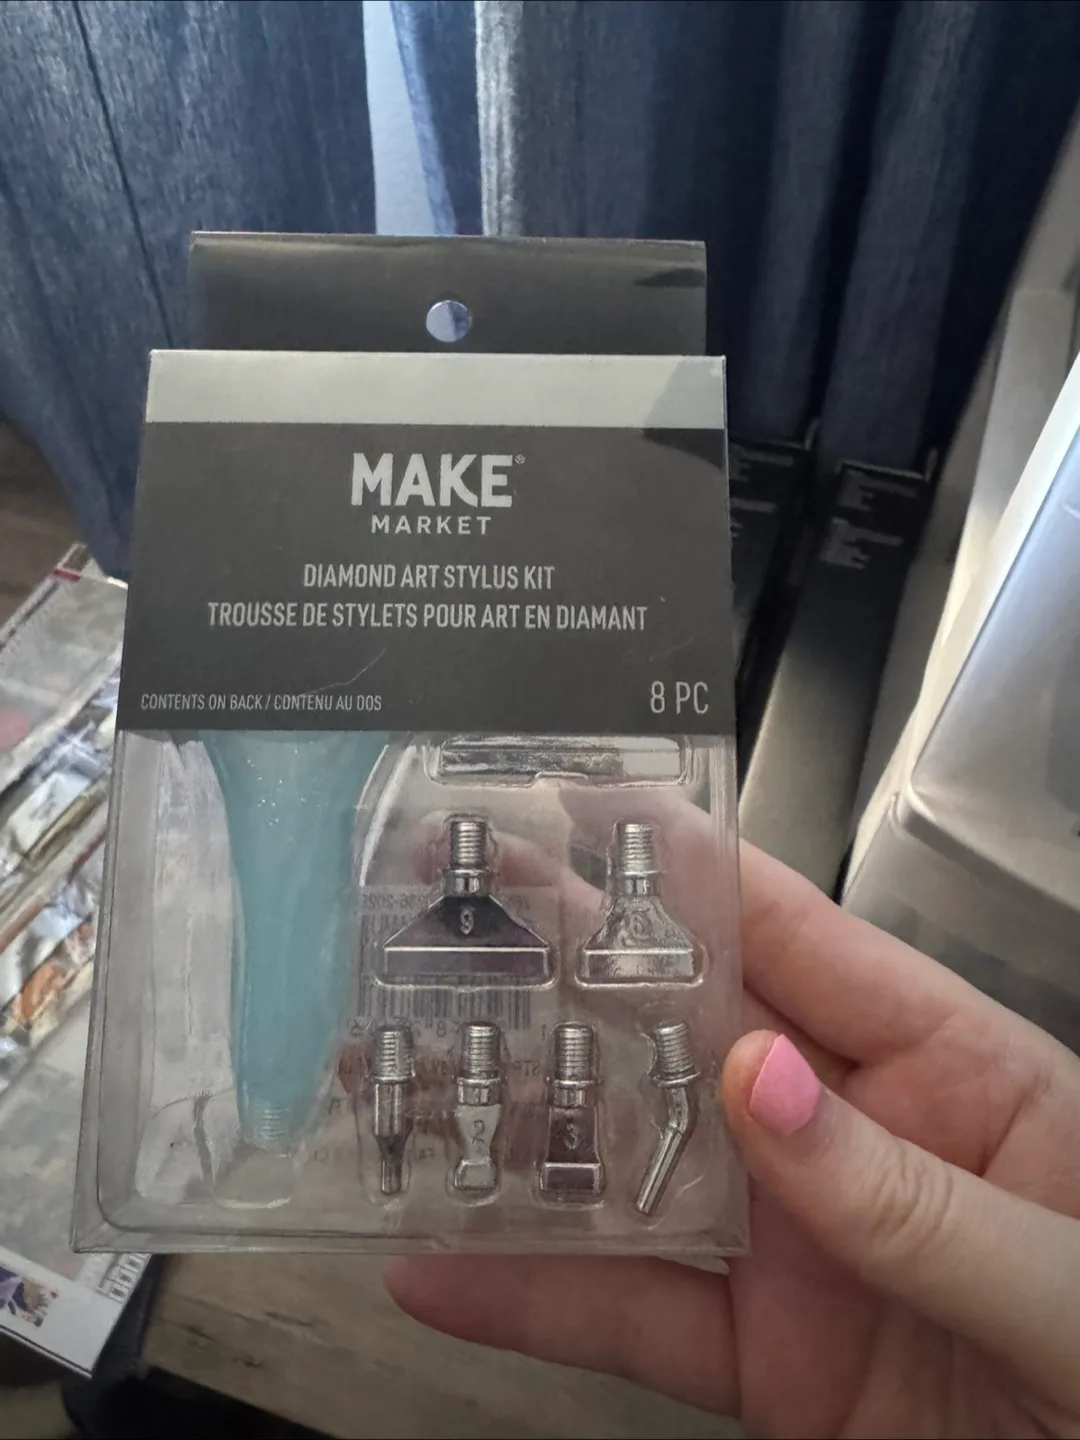 MAKE®
MARKET
DIAMOND ART STYLUS KIT
TROUSSE DE STYLETS POUR ART EN DIAMANT
CONTENTS ON BACK / CONTENU AU DOS
8 PC
9
6
2
3